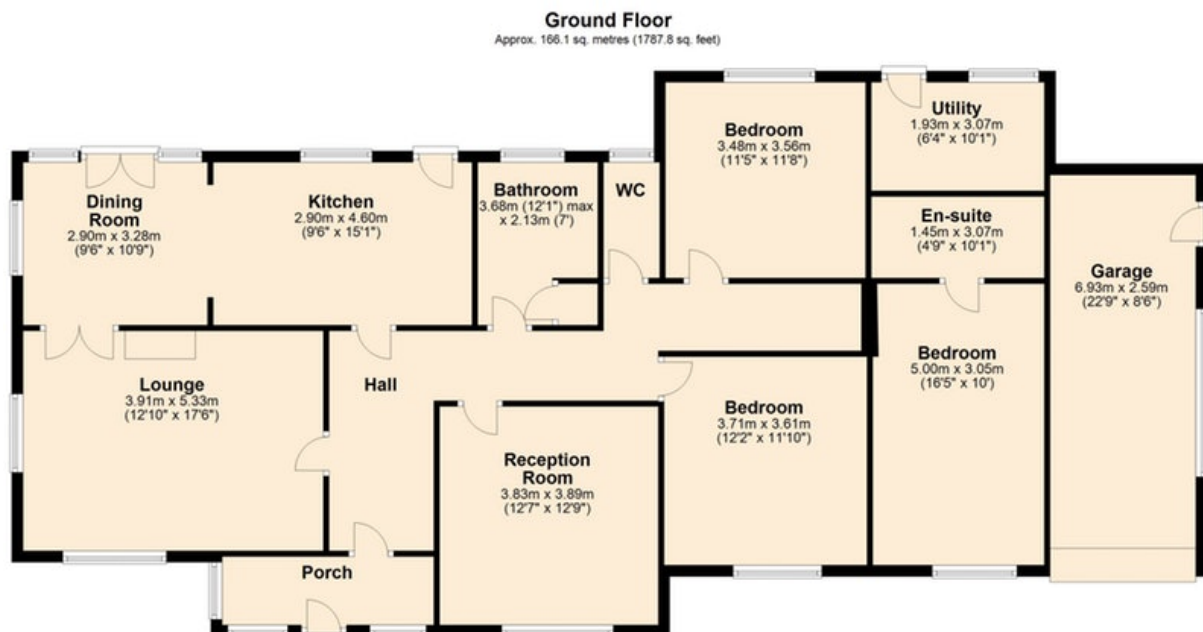 Ground Floor
Approx. 166.1 sq. metres (1787.8 sq. feet)
Dining
Room
2.90m x 3.28m
(9'6" x 10'9")
Kitchen
2.90m x 4.60m
(9'6" x 15'1")
Bathroom
3.68m (12'1") max
x 2.13m (7')
WC
Bedroom
3.48m x 3.56m
(11'5" x 11'8")
Utility
1.93m x 3.07m
(6'4" x 10'1")
En-suite
1.45m x 3.07m
(4'9" x 10'1")
Garage
6.93m x 2.59m
(22'9" x 8'6")
Lounge
3.91m x 5.33m
(12'10" x 17'6")
Hall
Reception
Room
3.83m x 3.89m
(12'7" x 12'9")
Bedroom
3.71m x 3.61m
(12'2" x 11'10")
Bedroom
5.00m x 3.05m
(16'5" x 10')
Porch